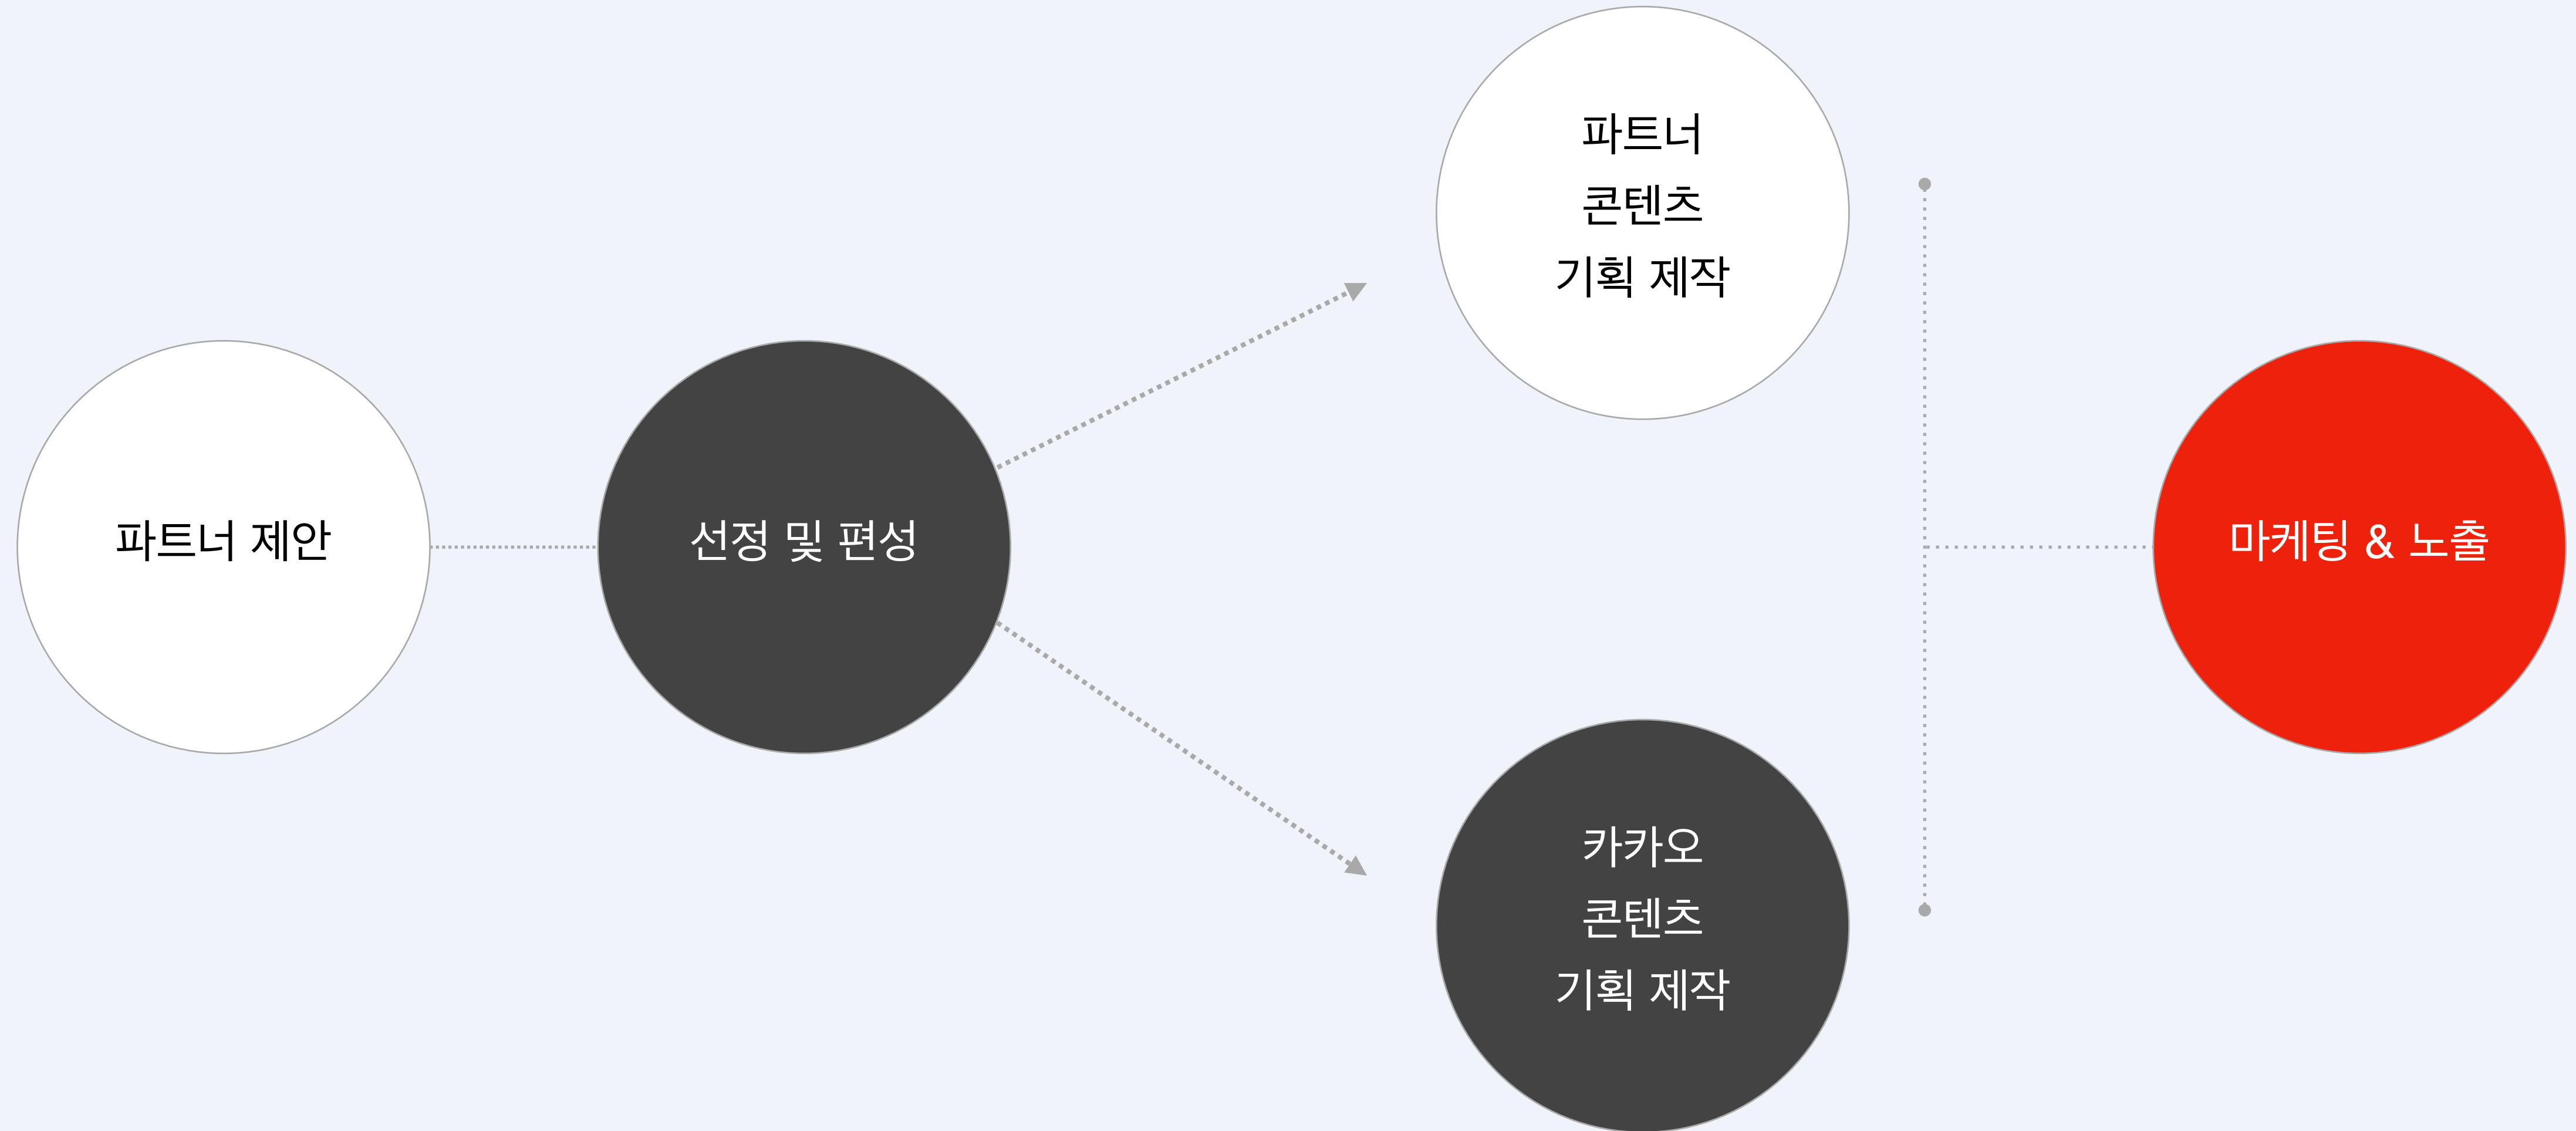 파트너 제안
선정 및 편성
파트너
콘텐츠
기획 제작
카카오
콘텐츠
기획 제작
마케팅 & 노출